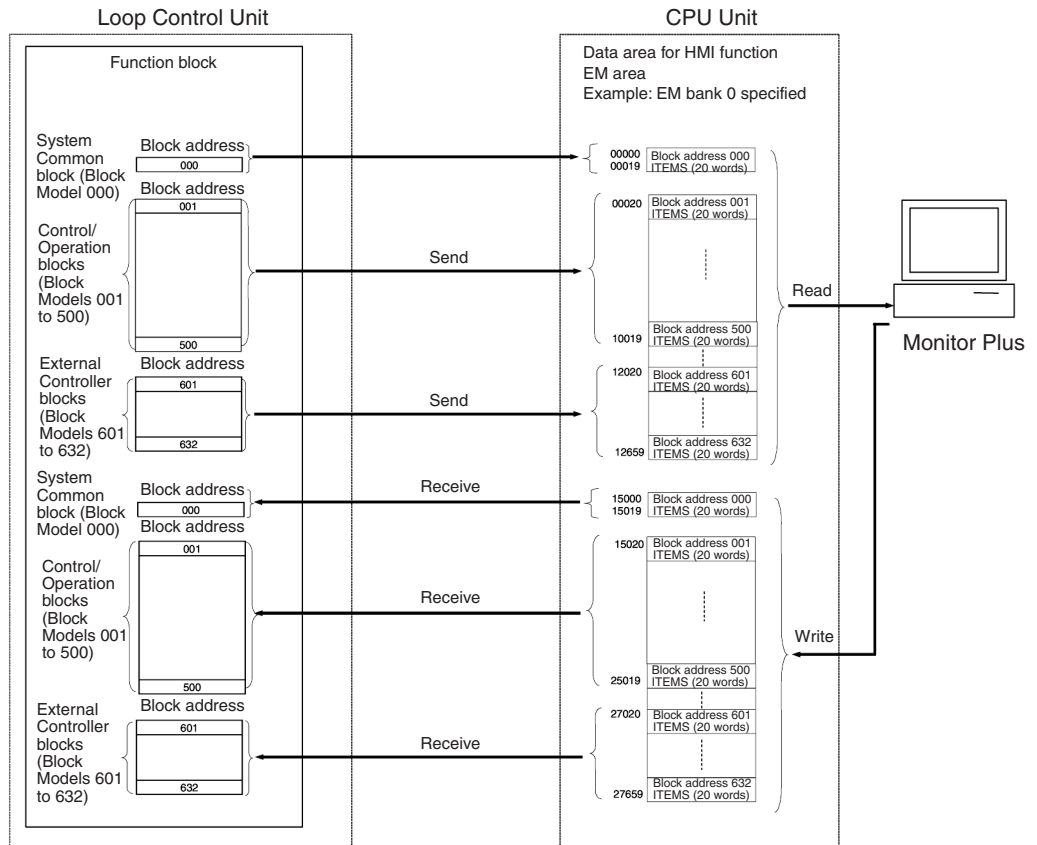 Loop Control Unit
CPU Unit
Function block
Data area for HMI function
EM area
Example: EM bank 0 specified
System
Common
block (Block
Model 000)
Block address
000
00000
00019
Block address 000
ITEMS (20 words)
Block address
001
Control/
Operation
blocks
(Block
Models 001
to 500)
500
Send
00020
Block address 001
ITEMS (20 words)
10019
Block address 500
ITEMS (20 words)
Read
Monitor Plus
External
Controller
blocks
(Block
Models 601
to 632)
Block address
601
632
Send
12020
Block address 601
ITEMS (20 words)
12659
Block address 632
ITEMS (20 words)
System
Common
block (Block
Model 000)
Block address
000
Receive
15000
15019
Block address 000
ITEMS (20 words)
Block address
001
Control/
Operation
blocks
(Block
Models 001
to 500)
500
Receive
15020
Block address 001
ITEMS (20 words)
Write
25019
Block address 500
ITEMS (20 words)
External
Controller
blocks
(Block
Models 601
to 632)
Block address
601
632
Receive
27020
Block address 601
ITEMS (20 words)
27659
Block address 632
ITEMS (20 words)